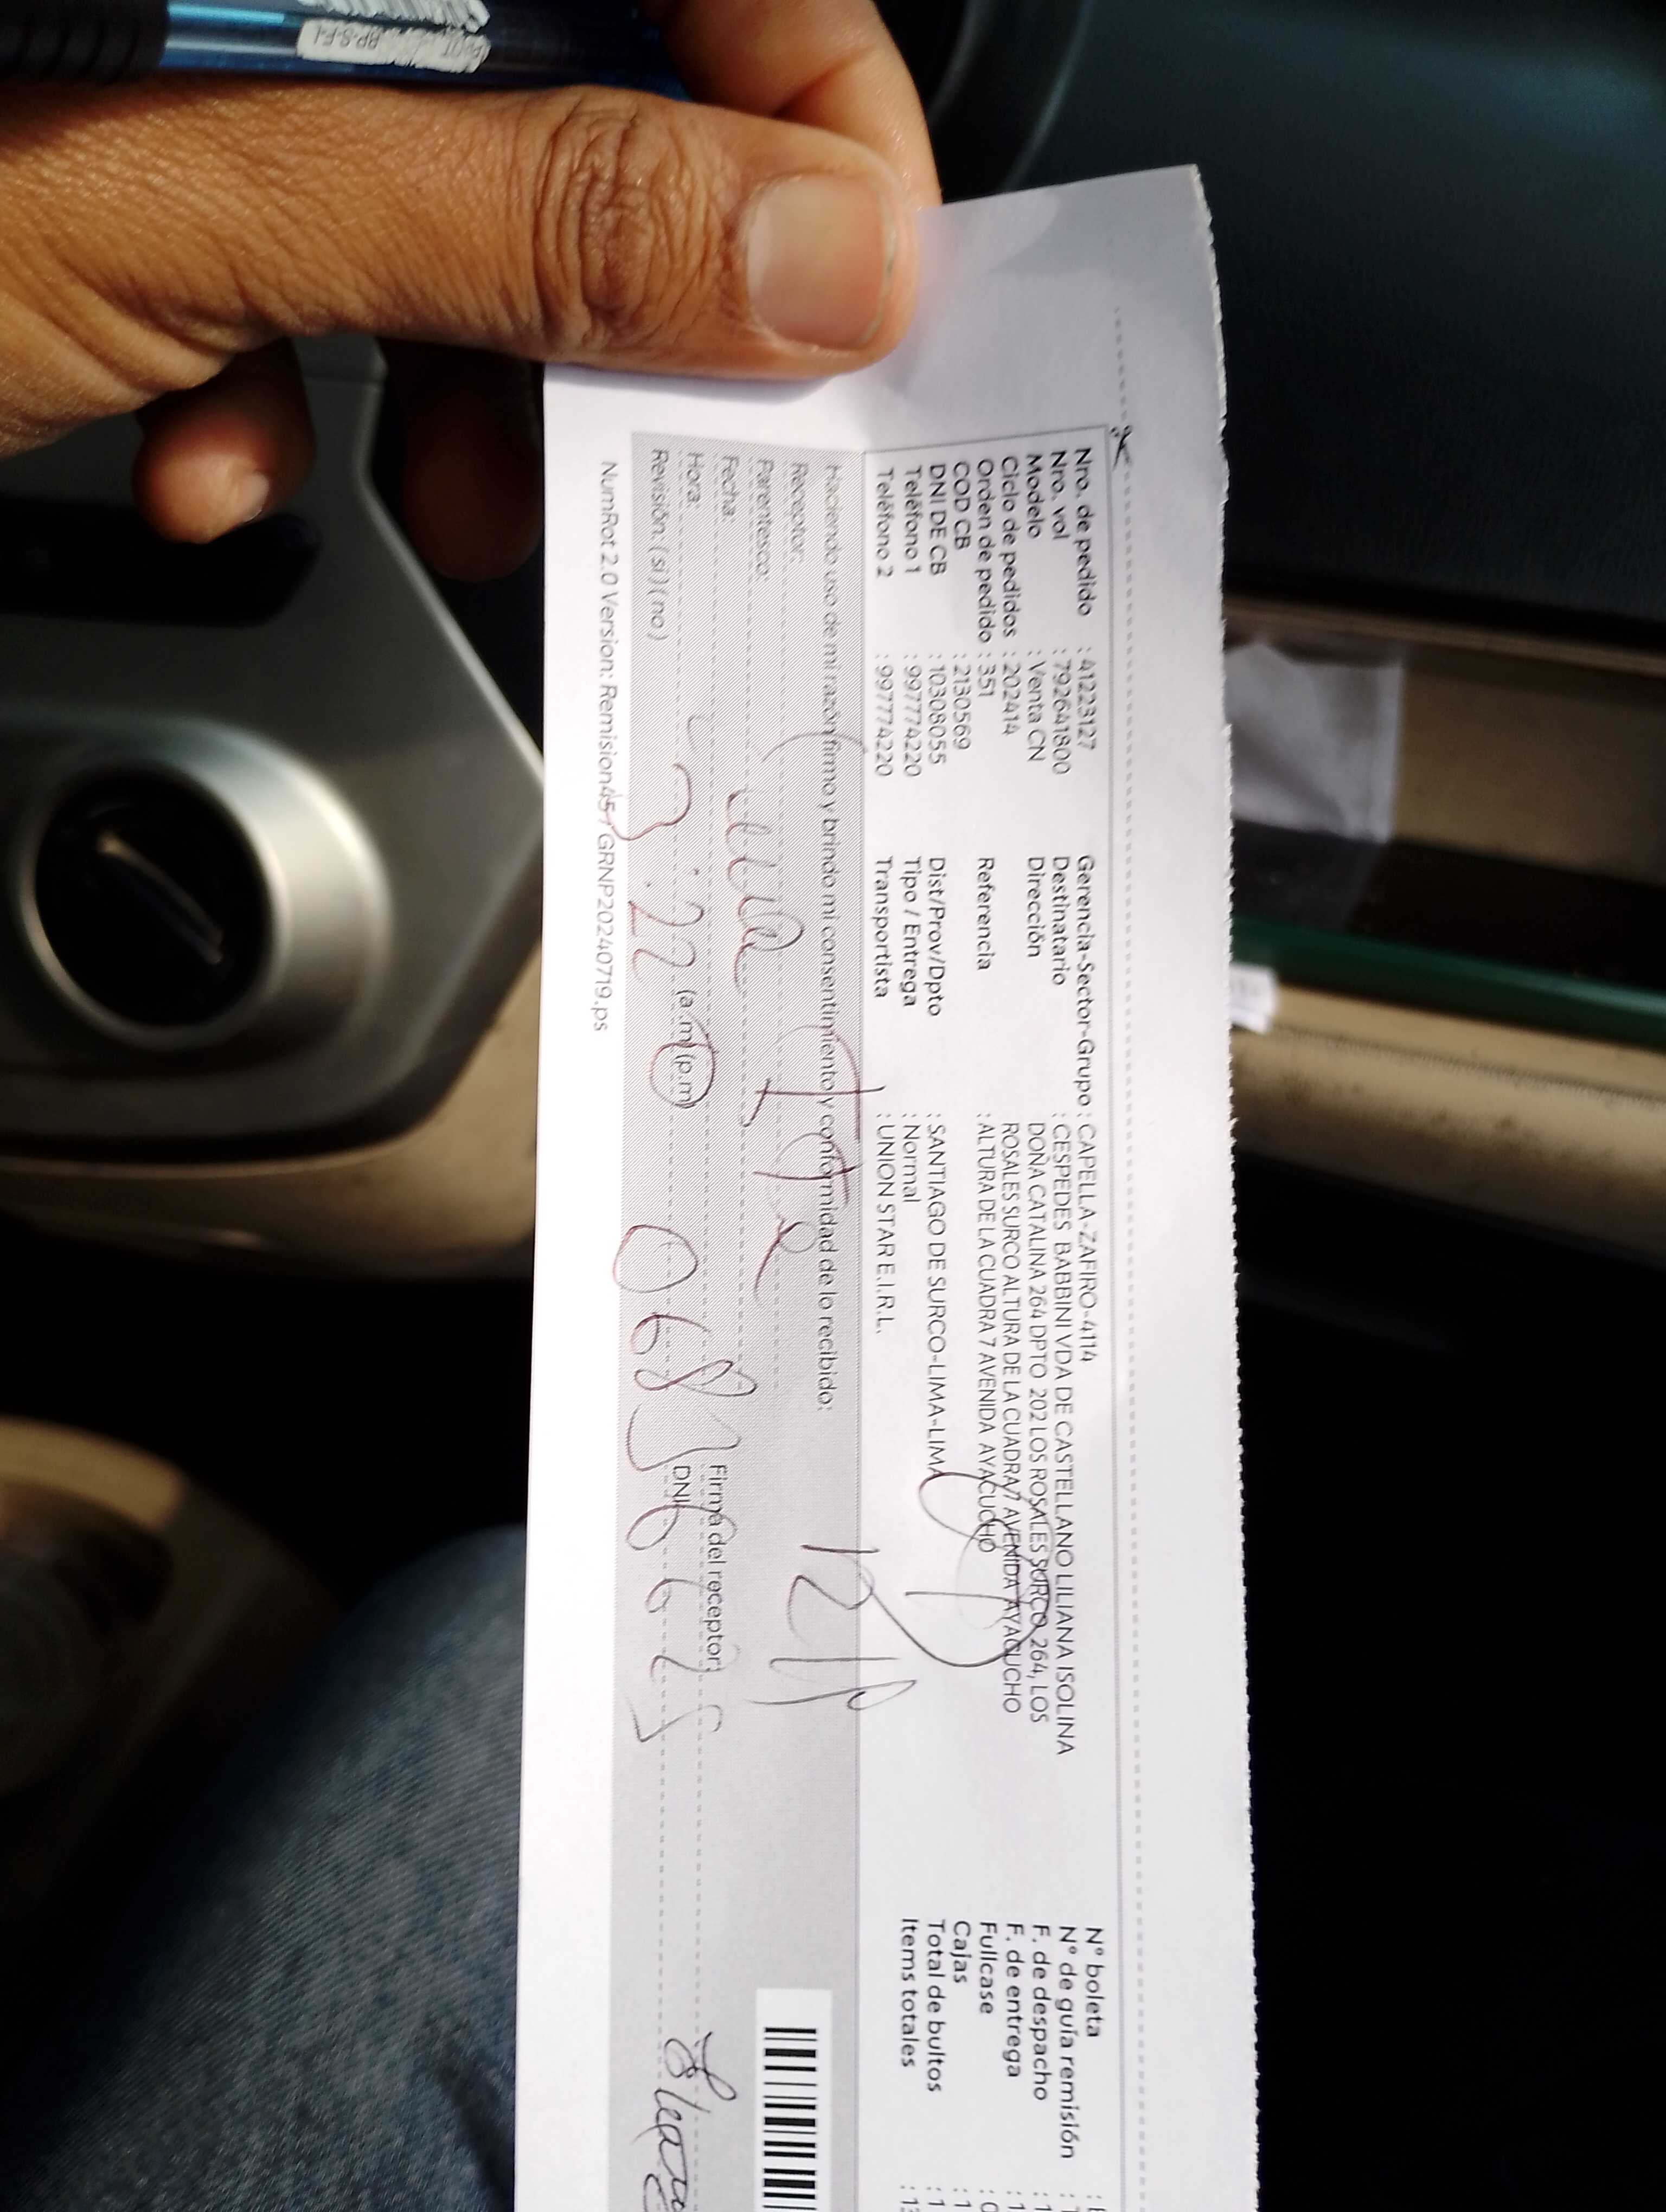 Nro. de pedido : 41223127
Nro. vol : 792641800
Modelo : Venta CN
Ciclo de pedidos : 202414
Orden de pedido : 351
COD CB : 2130569
DNI DE CB : 10308055
Teléfono 1 : 997774220
Teléfono 2 : 997774220
Gerencia-Sector-Grupo : CAPELLA-ZAFIRO-4114
Destinatario : CESPEDES BABBINI VDA DE CASTELLANO LILIANA ISOLINA
Dirección : DOÑA CATALINA 264 DPTO 202 LOS ROSALES SURCO 264, LOS
ROSALES SURCO ALTURA DE LA CUADRA 7 AVENIDA AYACUCHO
Referencia : ALTURA DE LA CUADRA 7 AVENIDA AYACUCHO
Dist/Prov/Dpto : SANTIAGO DE SURCO-LIMA-LIMA
Tipo / Entrega : Normal
Transportista : UNION STAR E.I.R.L.
N° boleta
N° de guía remisión
F. de despacho
F. de entrega
Fullcase
Cajas
Total de bultos
Items totales
Haciendo uso de mi razón firmo y brindo mi consentimiento y conformidad de lo recibido:
Receptor:
Parentesco:
Fecha:
Hora: 3:22 (a.m) (p.m)
Revisión: (si) (no)
Firma del receptor:
DNI:
NumRot 2.0 Version: Remision45 / GRNP20240719.ps